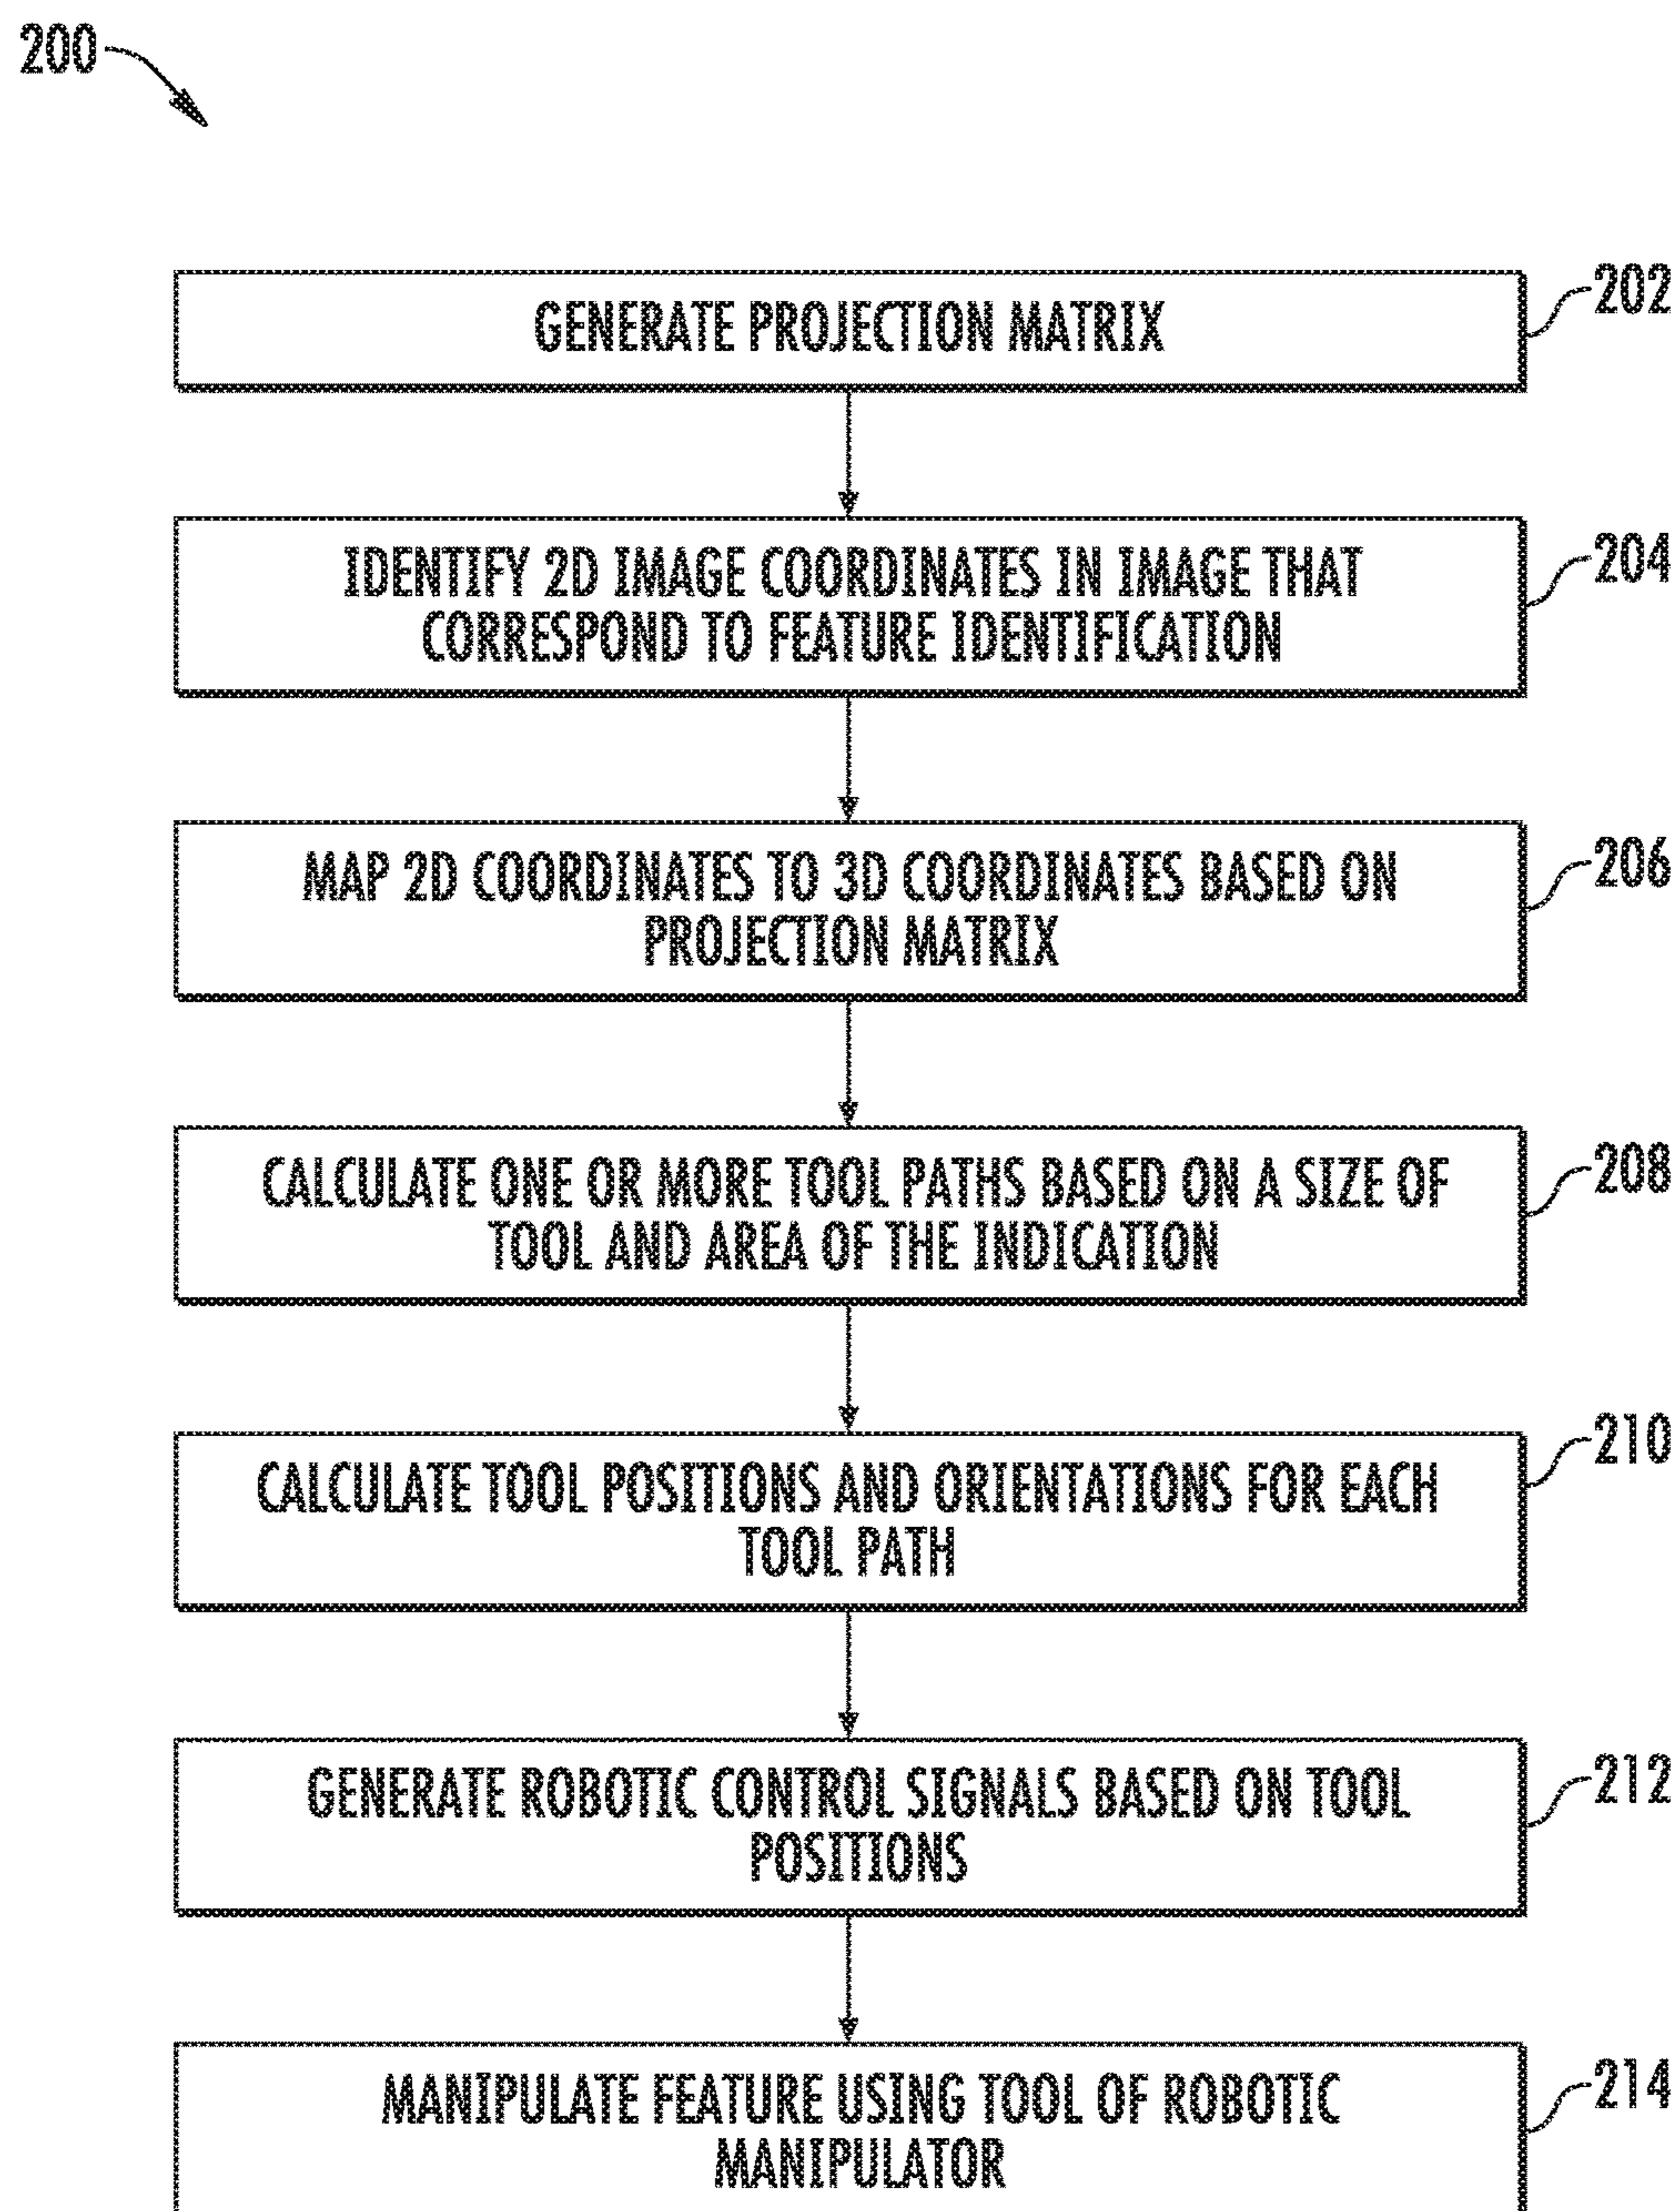 200
GENERATE PROJECTION MATRIX
202
IDENTIFY 2D IMAGE COORDINATES IN IMAGE THAT
CORRESPOND TO FEATURE IDENTIFICATION
204
MAP 2D COORDINATES TO 3D COORDINATES BASED ON
PROJECTION MATRIX
206
CALCULATE ONE OR MORE TOOL PATHS BASED ON A SIZE OF
TOOL AND AREA OF THE INDICATION
208
CALCULATE TOOL POSITIONS AND ORIENTATIONS FOR EACH
TOOL PATH
210
GENERATE ROBOTIC CONTROL SIGNALS BASED ON TOOL
POSITIONS
212
MANIPULATE FEATURE USING TOOL OF ROBOTIC
MANIPULATOR
214